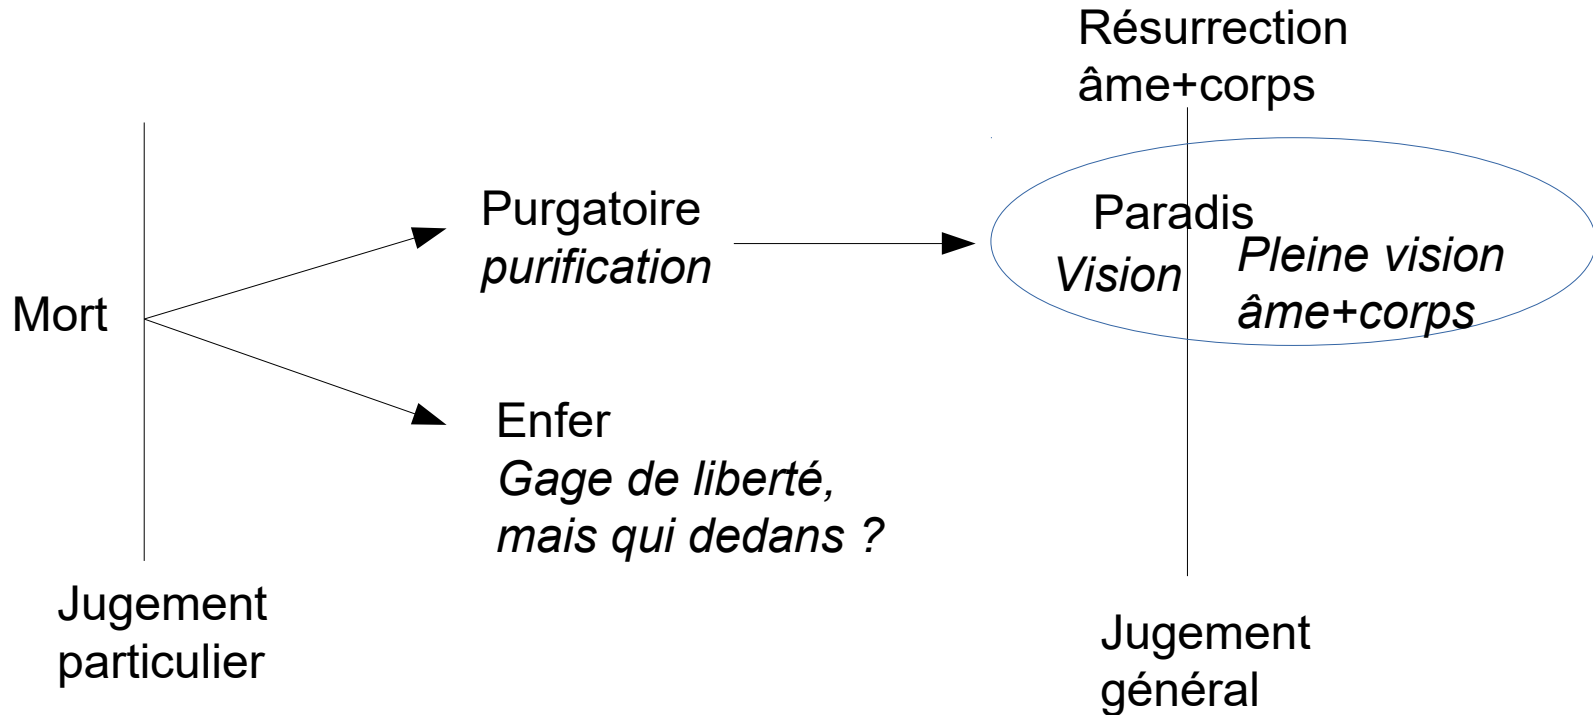 Mort
Jugement
particulier
Purgatoire
purification
Enfer
Gage de liberté,
mais qui dedans ?
Résurrection
âme+corps
Paradis
Vision
Pleine vision
âme+corps
Jugement
général